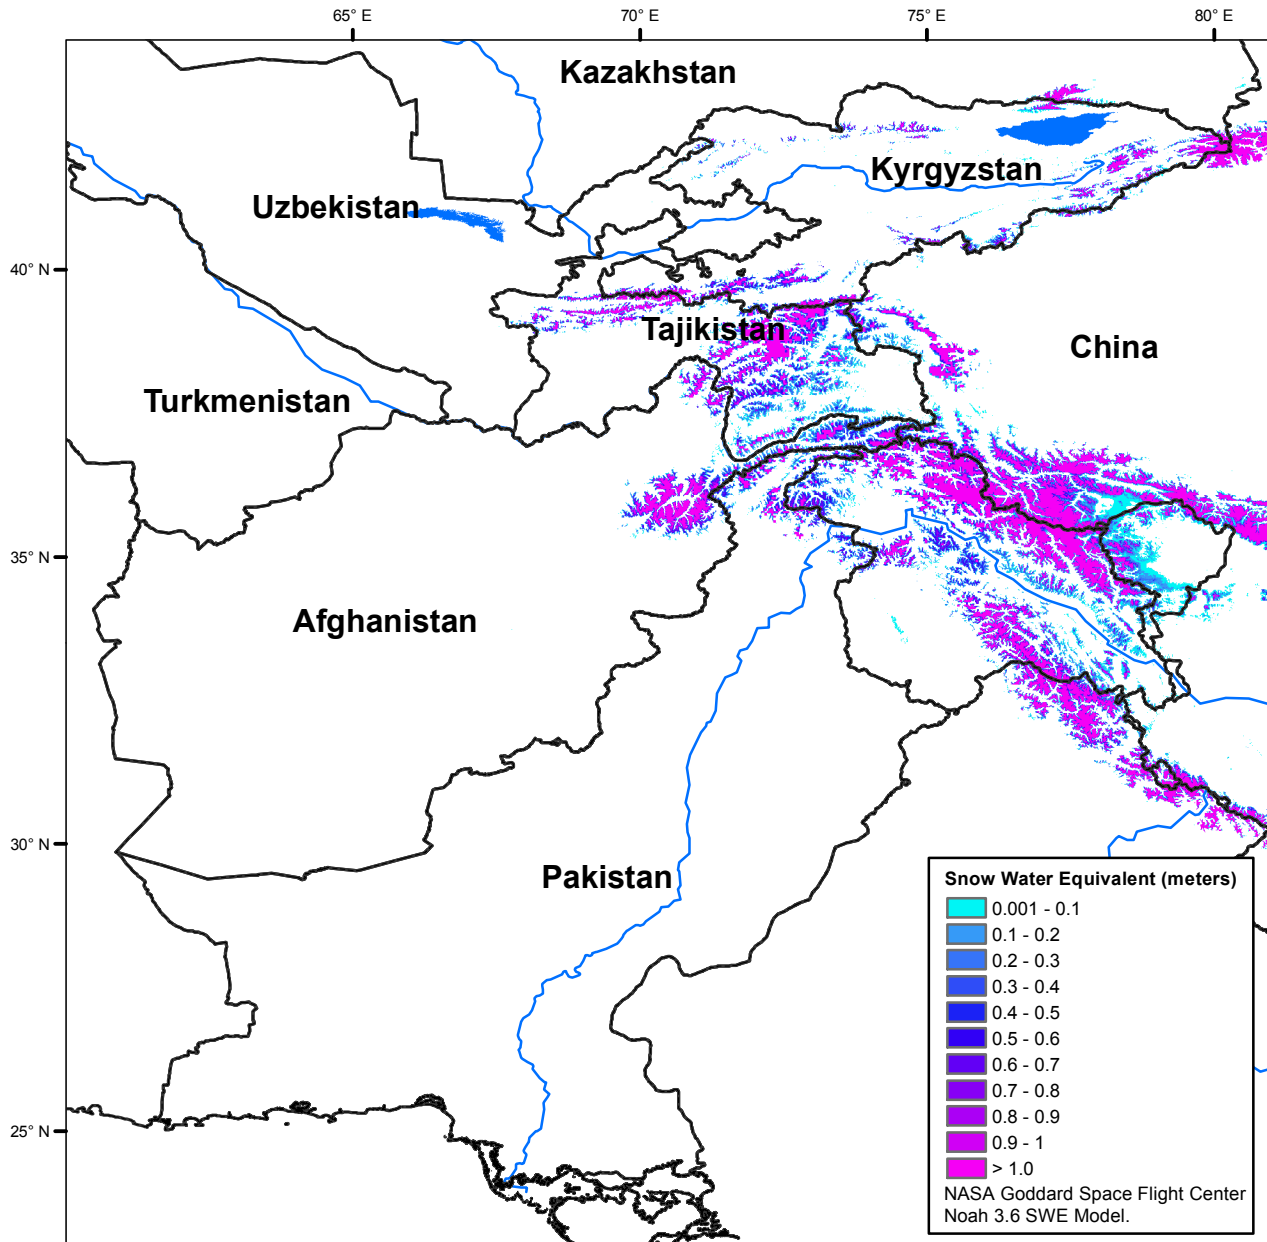 65° E
70° E
75° E
80° E
Kazakhstan
Kyrgyzstan
Uzbekistan
40° N
Tajikistan
China
Turkmenistan
35° N
Afghanistan
30° N
Pakistan
25° N
Snow Water Equivalent (meters)
0.001 - 0.1
0.1 - 0.2
0.2 - 0.3
0.3 - 0.4
0.4 - 0.5
0.5 - 0.6
0.6 - 0.7
0.7 - 0.8
0.8 - 0.9
0.9 - 1
> 1.0
NASA Goddard Space Flight Center
Noah 3.6 SWE Model.